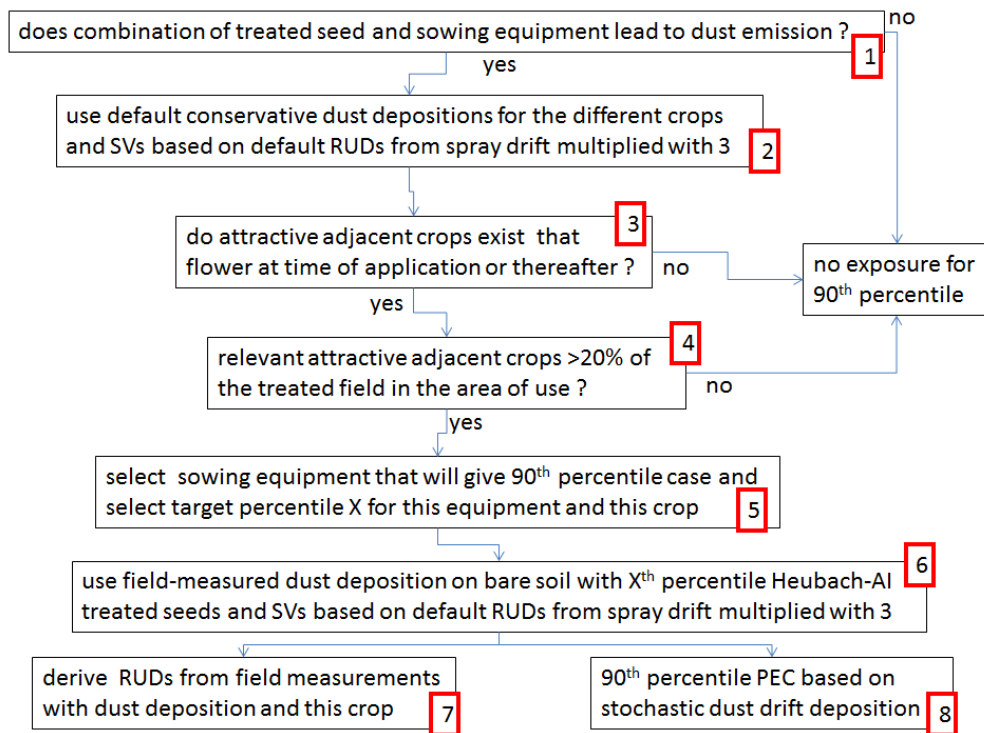 no
does combination of treated seed and sowing equipment lead to dust emission ?
1
yes
use default conservative dust depositions for the different crops
and SVs based on default RUDs from spray drift multiplied with 3
2
3
do attractive adjacent crops exist that
flower at time of application or thereafter ?
no
yes
no exposure for
90th percentile
4
relevant attractive adjacent crops >20% of
the treated field in the area of use ?
no
yes
select sowing equipment that will give 90th percentile case and
select target percentile X for this equipment and this crop
5
6
use field-measured dust deposition on bare soil with Xth percentile Heubach-AI
treated seeds and SVs based on default RUDs from spray drift multiplied with 3
derive RUDs from field measurements
with dust deposition and this crop
7
90th percentile PEC based on
stochastic dust drift deposition
8